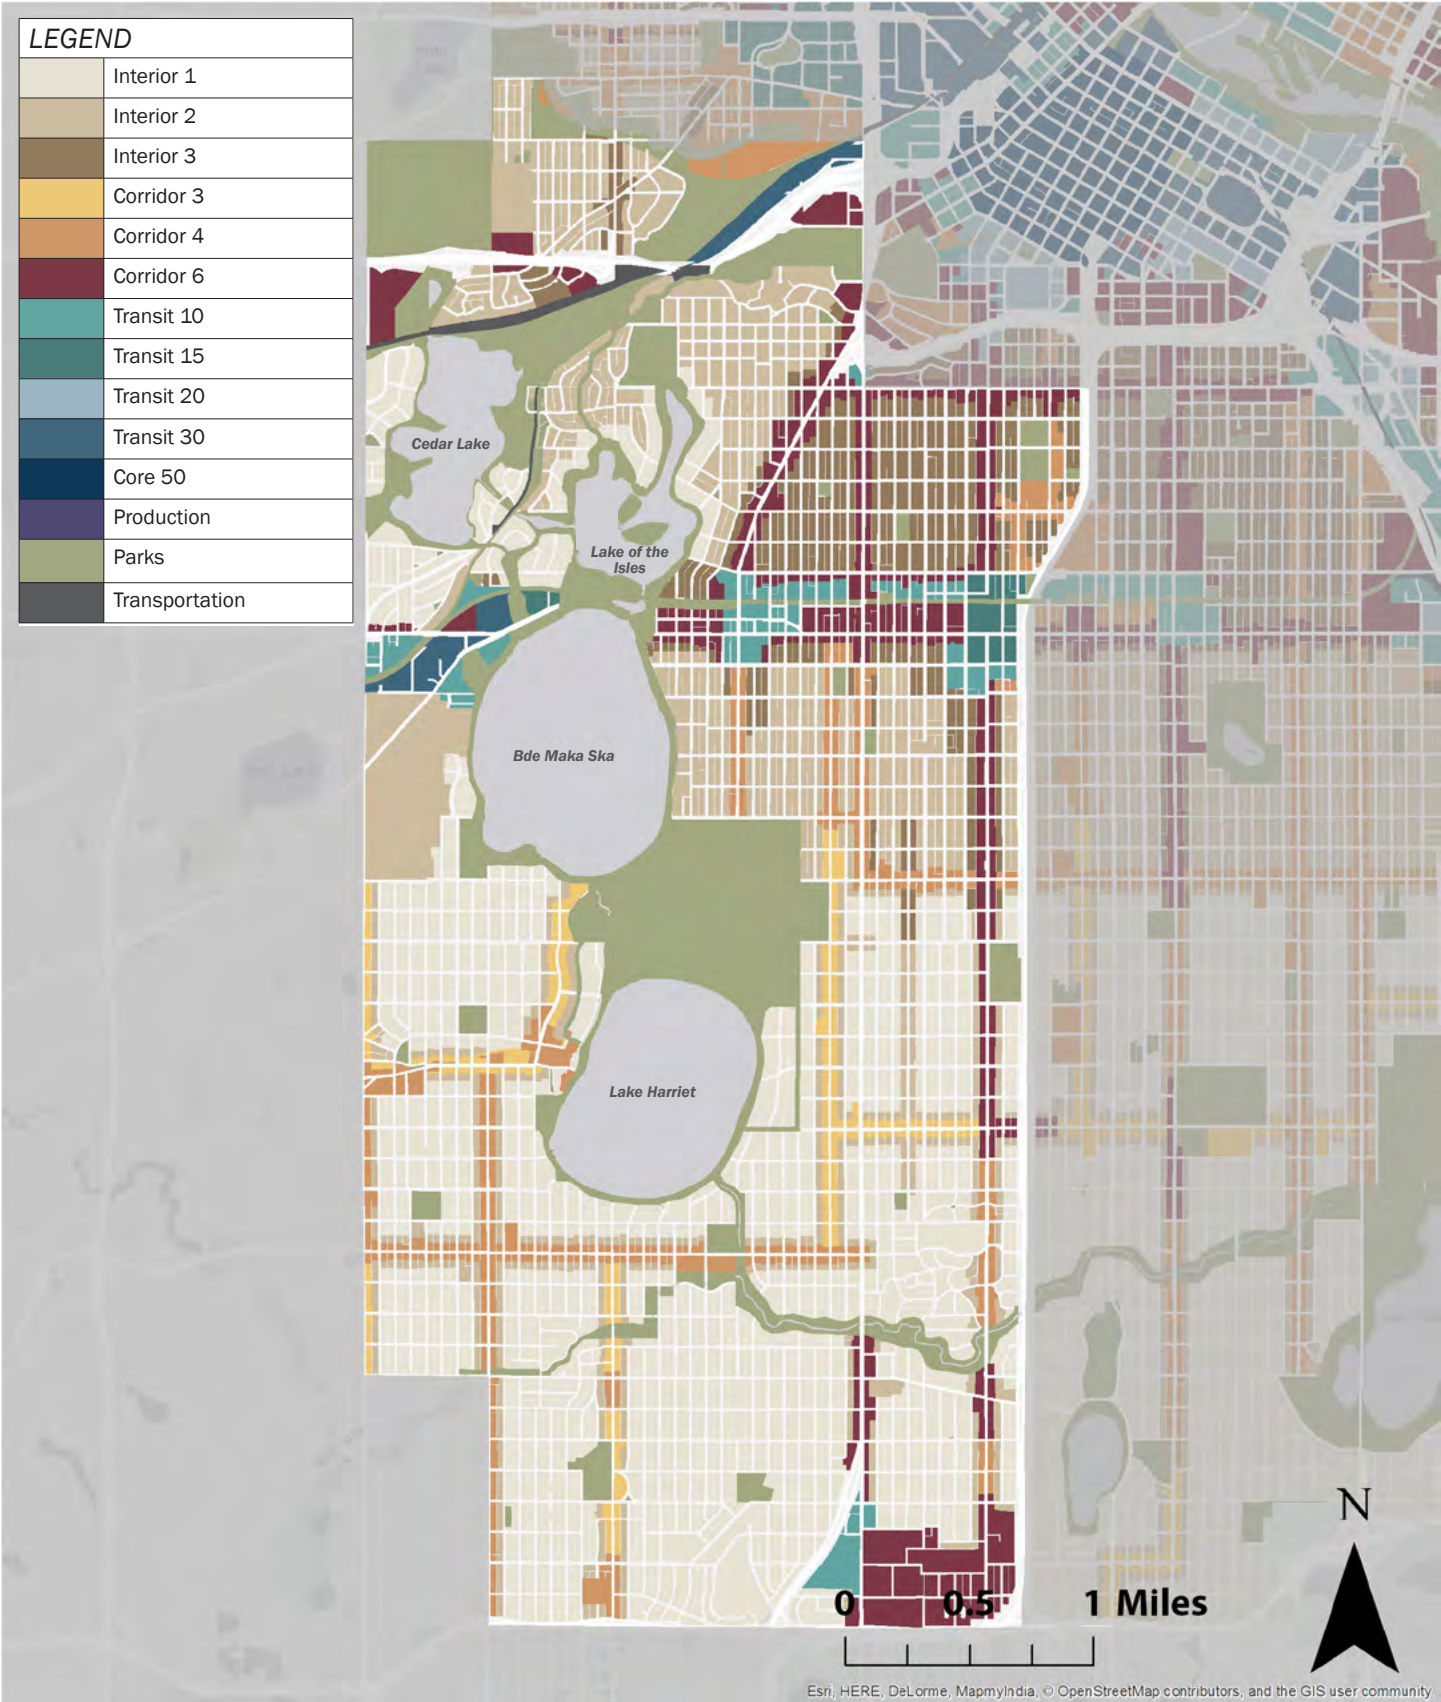 LEGEND
Interior 1
Interior 2
Interior 3
Corridor 3
Corridor 4
Corridor 6
Transit 10
Transit 15
Transit 20
Transit 30
Core 50
Production
Parks
Transportation
Cedar Lake
Lake of the
Isles
Bde Maka Ska
Lake Harriet
N
0 0.5 1 Miles
Esri, HERE, DeLorme, MapmyIndia, © OpenStreetMap contributors, and the GIS user community